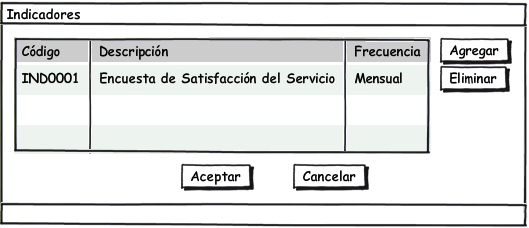 Indicadores
Código Descripción Frecuencia Agregar
IND0001 Encuesta de Satisfacción del Servicio Mensual Eliminar
Aceptar Cancelar